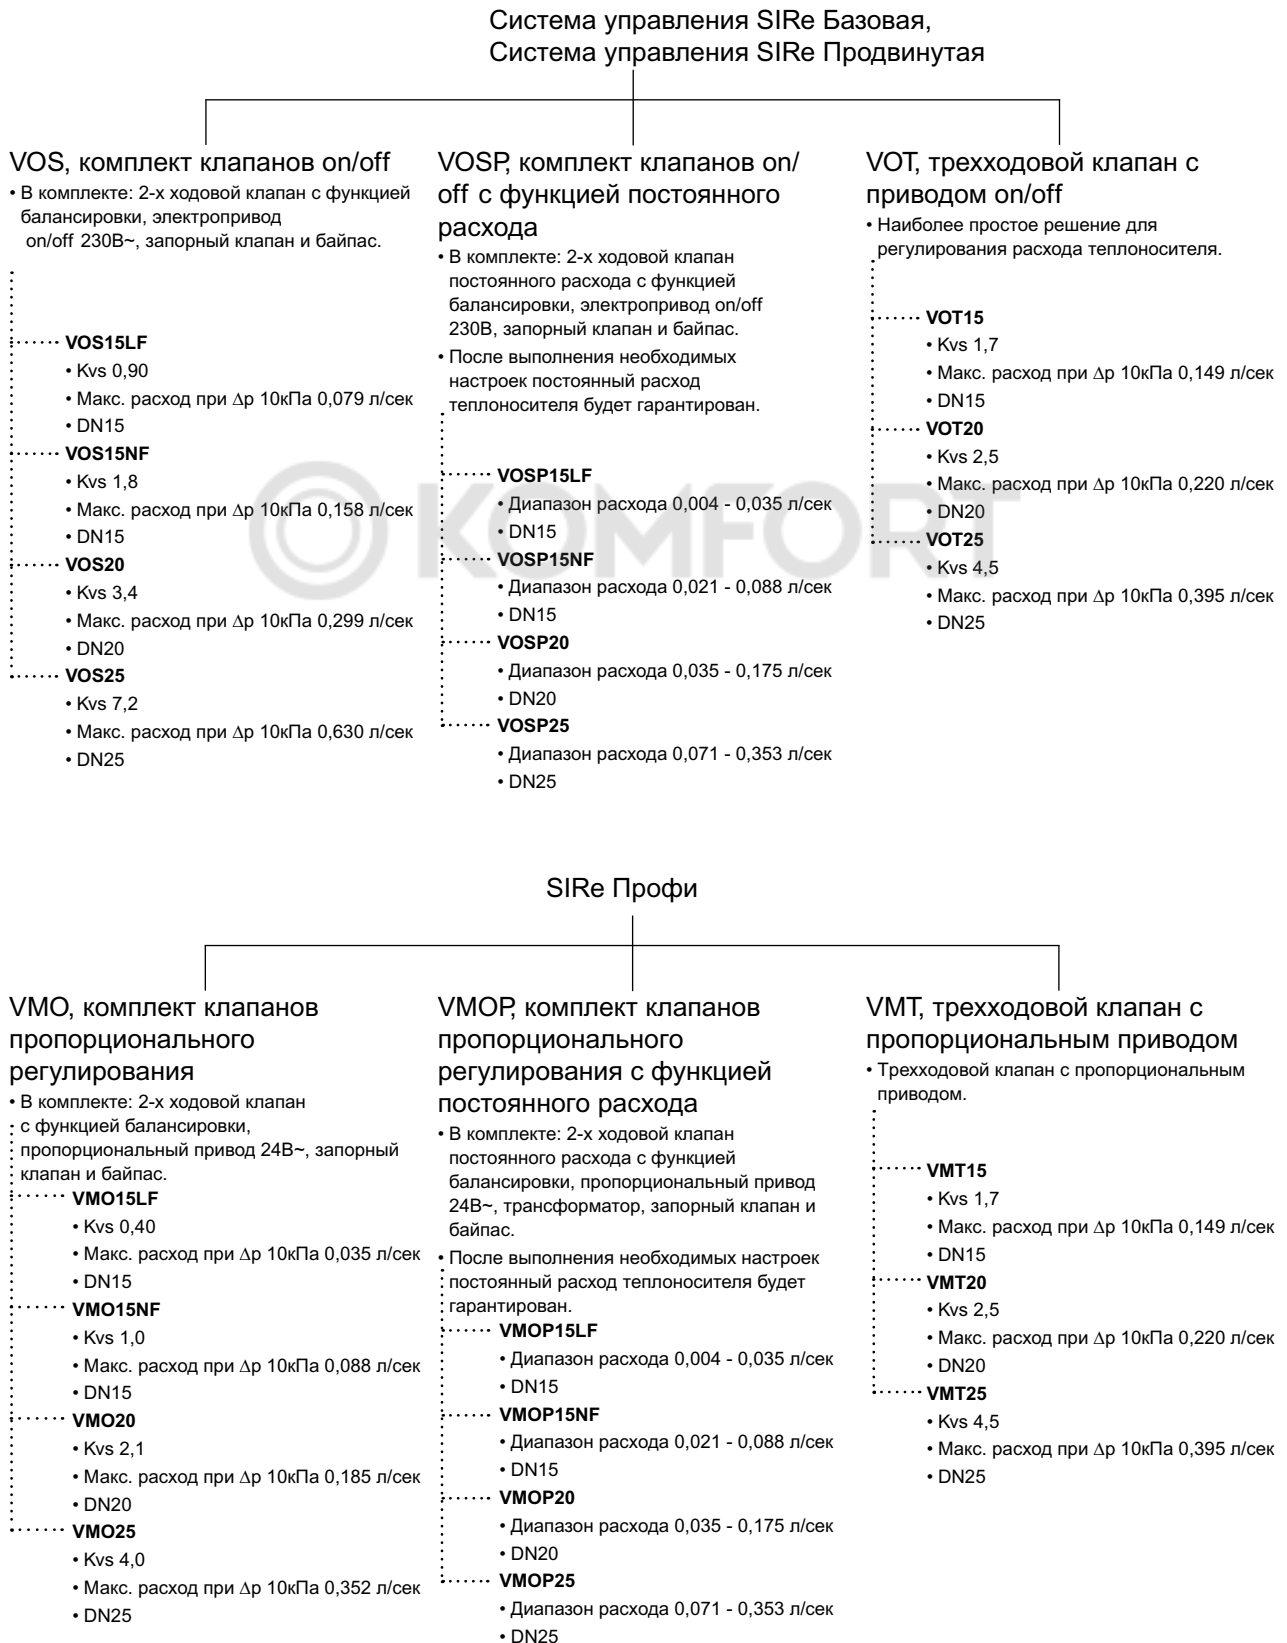 Система управления SIRe Базовая,
Система управления SIRe Продвинутая
VOS, комплект клапанов on/off
• В комплекте: 2-х ходовой клапан с функцией
балансировки, электропривод
on/off 230В~, запорный клапан и байпас.
VOS15LF
• Kvs 0,90
• Макс. расход при Δр 10кПа 0,079 л/сек
• DN15
VOS15NF
• Kvs 1,8
• Макс. расход при Δр 10кПа 0,158 л/сек
• DN15
VOS20
• Kvs 3,4
• Макс. расход при Δр 10кПа 0,299 л/сек
• DN20
VOS25
• Kvs 7,2
• Макс. расход при Δр 10кПа 0,630 л/сек
• DN25
VOSP, комплект клапанов on/
off с функцией постоянного
расхода
• В комплекте: 2-х ходовой клапан
постоянного расхода с функцией
балансировки, электропривод on/off
230В, запорный клапан и байпас.
• После выполнения необходимых
настроек постоянный расход
теплоносителя будет гарантирован.
VOSP15LF
• Диапазон расхода 0,004 - 0,035 л/сек
• DN15
VOSP15NF
• Диапазон расхода 0,021 - 0,088 л/сек
• DN15
VOSP20
• Диапазон расхода 0,035 - 0,175 л/сек
• DN20
VOSP25
• Диапазон расхода 0,071 - 0,353 л/сек
• DN25
VOT, трехходовой клапан с
приводом on/off
• Наиболее простое решение для
регулирования расхода теплоносителя.
VOT15
• Kvs 1,7
• Макс. расход при Δр 10кПа 0,149 л/сек
• DN15
VOT20
• Kvs 2,5
• Макс. расход при Δр 10кПа 0,220 л/сек
• DN20
VOT25
• Kvs 4,5
• Макс. расход при Δр 10кПа 0,395 л/сек
• DN25
KOMFORT
SIRe Профи
VMO, комплект клапанов
пропорционального
регулирования
• В комплекте: 2-х ходовой клапан
с функцией балансировки,
пропорциональный привод 24В~, запорный
клапан и байпас.
VMO15LF
• Kvs 0,40
• Макс. расход при Δр 10кПа 0,035 л/сек
• DN15
VMO15NF
• Kvs 1,0
• Макс. расход при Δр 10кПа 0,088 л/сек
• DN15
VMO20
• Kvs 2,1
• Макс. расход при Δр 10кПа 0,185 л/сек
• DN20
VMO25
• Kvs 4,0
• Макс. расход при Δр 10кПа 0,352 л/сек
• DN25
VMOP, комплект клапанов
пропорционального
регулирования с функцией
постоянного расхода
• В комплекте: 2-х ходовой клапан
постоянного расхода с функцией
балансировки, пропорциональный привод
24В~, трансформатор, запорный клапан и
байпас.
• После выполнения необходимых настроек
постоянный расход теплоносителя будет
гарантирован.
VMOP15LF
• Диапазон расхода 0,004 - 0,035 л/сек
• DN15
VMOP15NF
• Диапазон расхода 0,021 - 0,088 л/сек
• DN15
VMOP20
• Диапазон расхода 0,035 - 0,175 л/сек
• DN20
VMOP25
• Диапазон расхода 0,071 - 0,353 л/сек
• DN25
VMT, трехходовой клапан с
пропорциональным приводом
• Трехходовой клапан с пропорциональным
приводом.
VMT15
• Kvs 1,7
• Макс. расход при Δр 10кПа 0,149 л/сек
• DN15
VMT20
• Kvs 2,5
• Макс. расход при Δр 10кПа 0,220 л/сек
• DN20
VMT25
• Kvs 4,5
• Макс. расход при Δр 10кПа 0,395 л/сек
• DN25